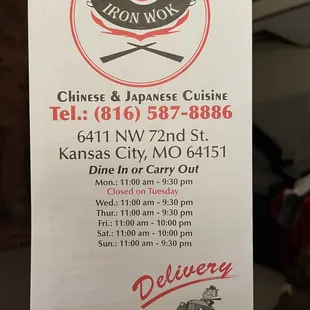 IRON WOK
Chinese & Japanese Cuisine
Tel.: (816) 587-8886
6411 NW 72nd St.
Kansas City, MO 64151
Dine In or Carry Out
Mon.: 11:00 am - 9:30 pm
Closed on Tuesday
Wed.: 11:00 am - 9:30 pm
Thur.: 11:00 am - 9:30 pm
Fri.: 11:00 am - 10:00 pm
Sat.: 11:00 am - 10:00 pm
Sun.: 11:00 am - 9:30 pm
Delivery